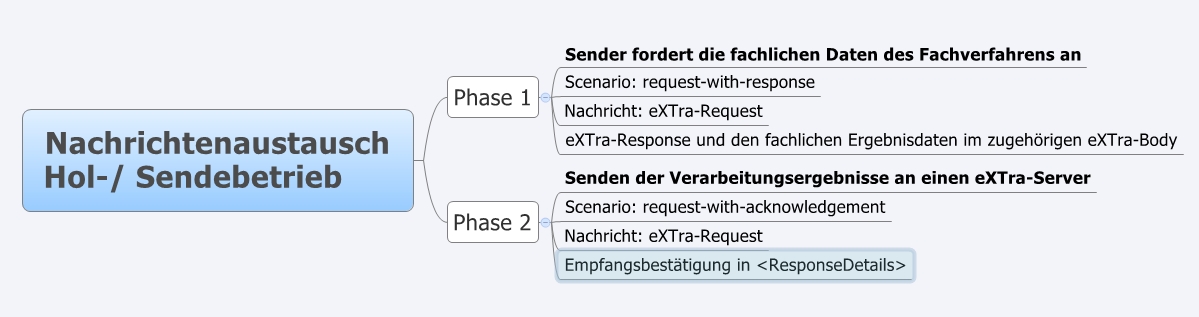 Nachrichtenaustausch
Hol-/ Sendebetrieb
Phase 1
Sender fordert die fachlichen Daten des Fachverfahrens an
Scenario: request-with-response
Nachricht: eXTra-Request
eXTra-Response und den fachlichen Ergebnisdaten im zugehörigen eXTra-Body
Phase 2
Senden der Verarbeitungsergebnisse an einen eXTra-Server
Scenario: request-with-acknowledgement
Nachricht: eXTra-Request
Empfangsbestätigung in <ResponseDetails>